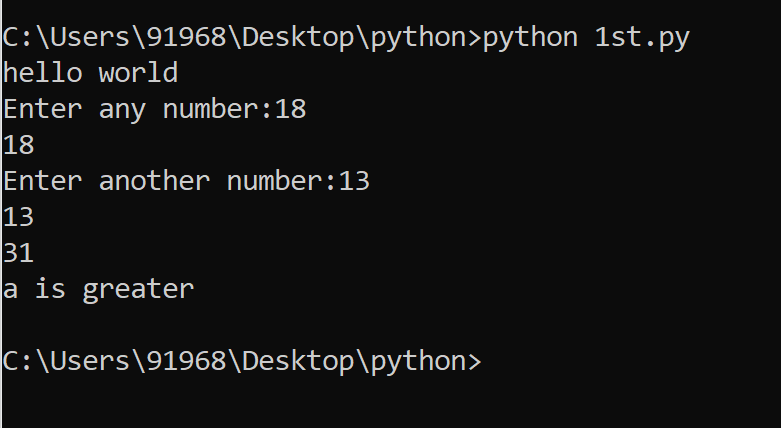 C:\Users\91968\Desktop\python>python 1st.py
hello world
Enter any number:18
18
Enter another number:13
13
31
a is greater
C:\Users\91968\Desktop\python>